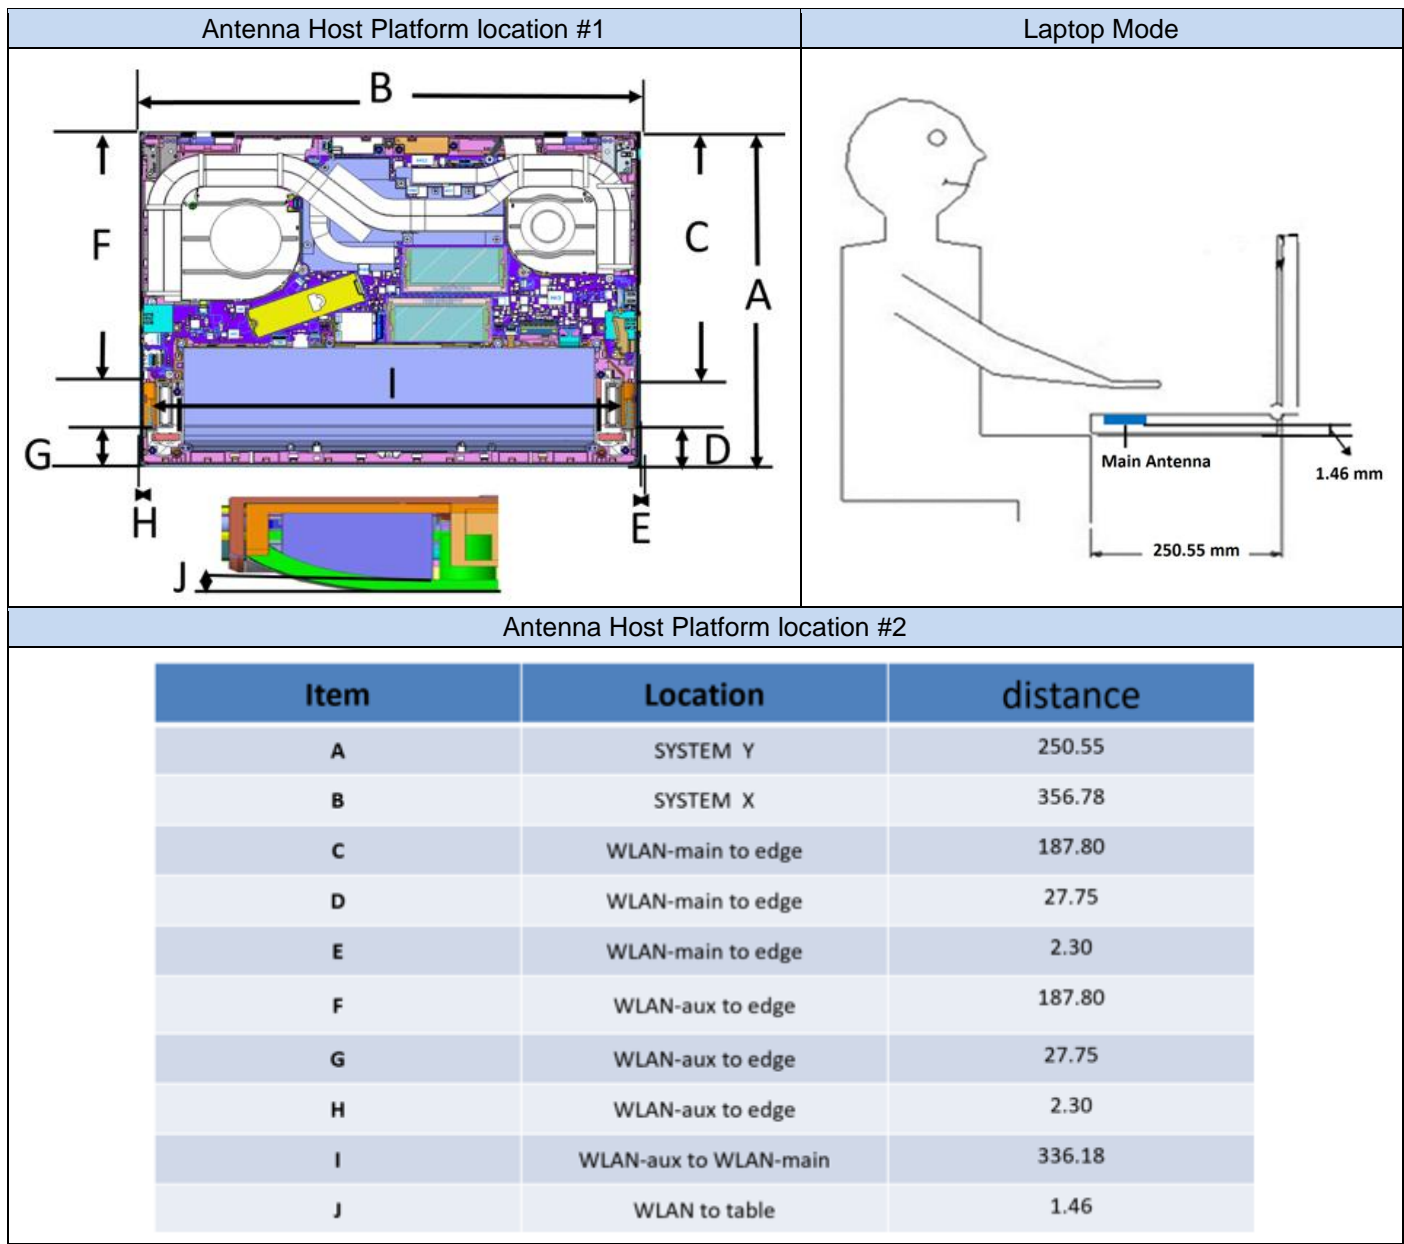 Antenna Host Platform location #1
Laptop Mode
B
F
C
A
I
G
D
H
E
J
Main Antenna
1.46 mm
250.55 mm
Antenna Host Platform location #2
Item Location distance
A SYSTEM Y 250.55
B SYSTEM X 356.78
C WLAN-main to edge 187.80
D WLAN-main to edge 27.75
E WLAN-main to edge 2.30
F WLAN-aux to edge 187.80
G WLAN-aux to edge 27.75
H WLAN-aux to edge 2.30
I WLAN-aux to WLAN-main 336.18
J WLAN to table 1.46